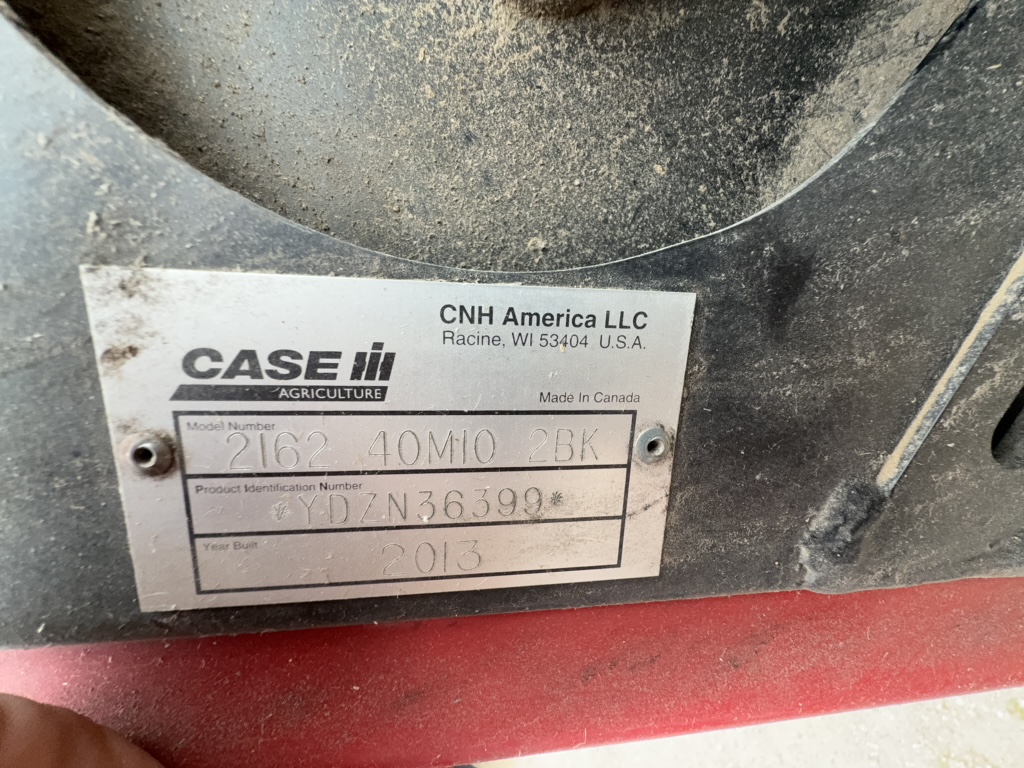 CNH America LLC
Racine, WI 53404 U.S.A.
CASE IH
AGRICULTURE
Made In Canada
Model Number
2162 40M10 2BK
Product Identification Number
*YDZN36399*
Year Built
2013